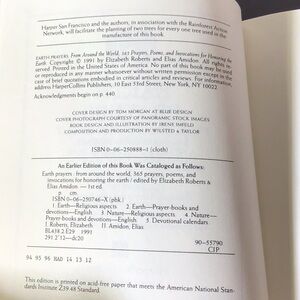 Harper San Francisco and the authors, in association with the Rainforest Action
Network, will facilitate the planting of two trees for every one tree used in the
manufacture of this book.
EARTH PRAYERS: From Around the World, 365 Prayers, Poems, and Invocations for Honoring the
Earth. Copyright © 1991 by Elizabeth Roberts and Elias Amidon. All rights re-
served. Printed in the United States of America. No part of this book may be used
or reproduced in any manner whatsoever without written permission except in the
case of brief quotations embodied in critical articles and reviews. For information
address HarperCollins Publishers, 10 East 53rd Street, New York, NY 10022.
Acknowledgments begin on p. 440.
COVER DESIGN BY TOM MORGAN AT BLUE DESIGN
COVER PHOTOGRAPH COURTESY OF PANORAMIC STOCK IMAGES
BOOK DESIGN AND ILLUSTRATION BY IRENE IMFELD
COMPOSITION AND PRODUCTION BY WILSTED & TAYLOR
ISBN 0-06-250888-1 (cloth)
An Earlier Edition of this Book Was Cataloged as Follows:
Earth prayers : from around the world, 365 prayers, poems, and
invocations for honoring the earth / edited by Elizabeth Roberts &
Elias Amidon. — 1st ed.
p. cm.
ISBN 0-06-250746-X (pbk.)
1. Earth—Religious aspects 2. Earth—Prayer-books and
devotions—English 3. Nature—Religious aspects 4. Nature—
Prayer-books and devotions—English 5. Devotional calendars
I. Roberts, Elizabeth II. Amidon, Elias
BL438.2 E29 1991
291.2'12—dc20 90-55790
CIP
94 95 96 HAD 14 13 12
This edition is printed on acid-free paper that meets the American National Stan-
dards Institute Z39.48 Standard.